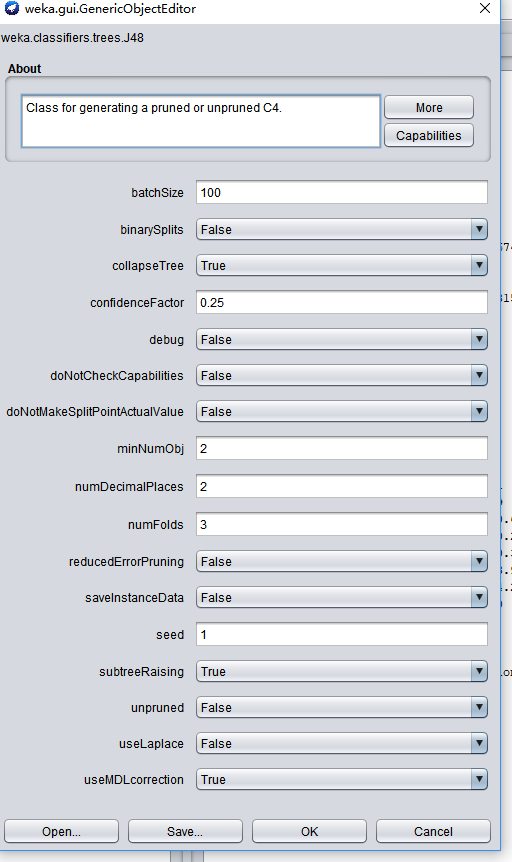 weka.gui.GenericObjectEditor
weka.classifiers.trees.J48
About
Class for generating a pruned or unpruned C4.
More
Capabilities
batchSize 100
binarySplits False
collapseTree True
confidenceFactor 0.25
debug False
doNotCheckCapabilities False
doNotMakeSplitPointActualValue False
minNumObj 2
numDecimalPlaces 2
numFolds 3
reducedErrorPruning False
saveInstanceData False
seed 1
subtreeRaising True
unpruned False
useLaplace False
useMDLcorrection True
Open... Save... OK Cancel